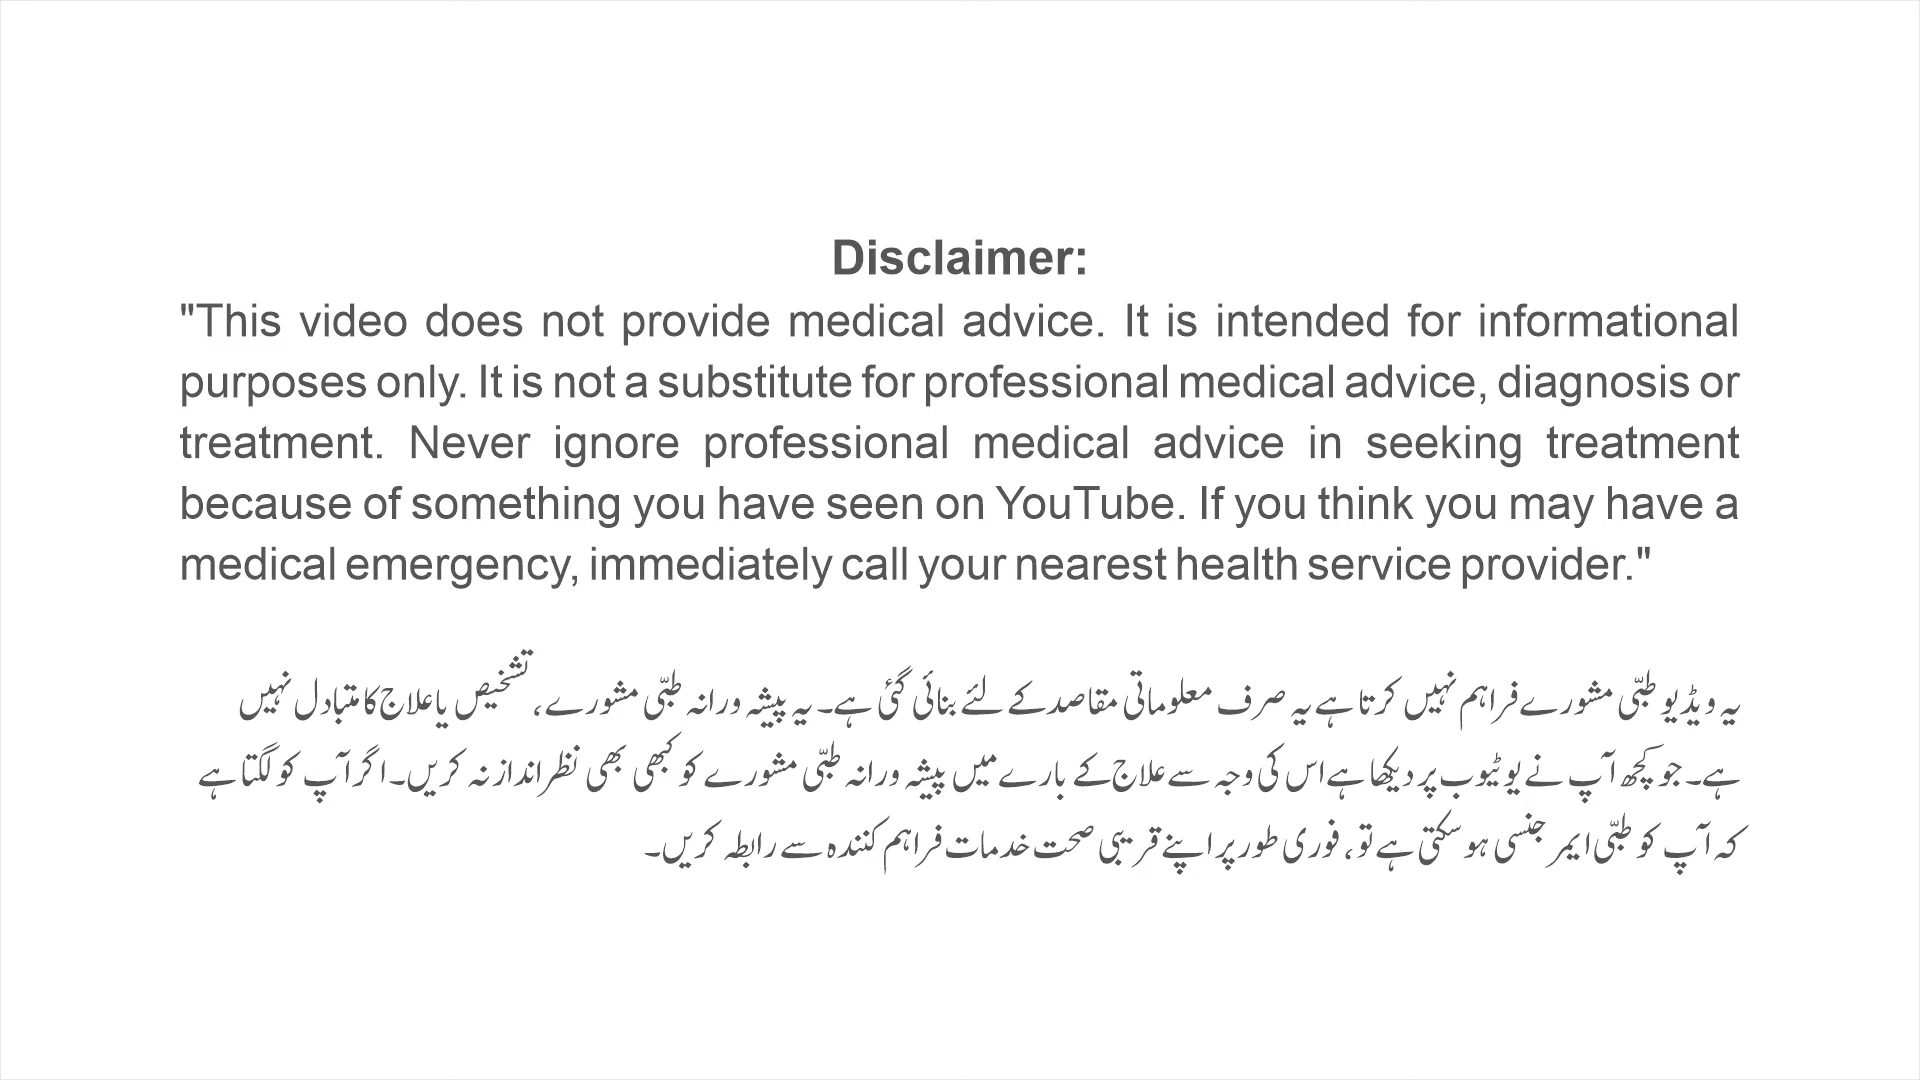 Disclaimer:
"This video does not provide medical advice. It is intended for informational
purposes only. It is not a substitute for professional medical advice, diagnosis or
treatment. Never ignore professional medical advice in seeking treatment
because of something you have seen on YouTube. If you think you may have a
medical emergency, immediately call your nearest health service provider."
یہ ویڈیو طبّی مشورے فراہم نہیں کرتا ہے یہ صرف معلوماتی مقاصد کے لئے بنائی گئی ہے۔ یہ پیشہ ورانہ طبّی مشورے، تشخیص یا علاج کا متبادل نہیں
ہے۔ جو کچھ آپ نے یوٹیوب پر دیکھا ہے اس کی وجہ سے علاج کے بارے میں پیشہ ورانہ طبّی مشورے کو کبھی بھی نظر انداز نہ کریں۔ اگر آپ کو لگتا ہے
کہ آپ کو طبّی ایمرجنسی ہو سکتی ہے تو، فوری طور پر اپنے قریبی صحت خدمات فراہم کنندہ سے رابطہ کریں۔